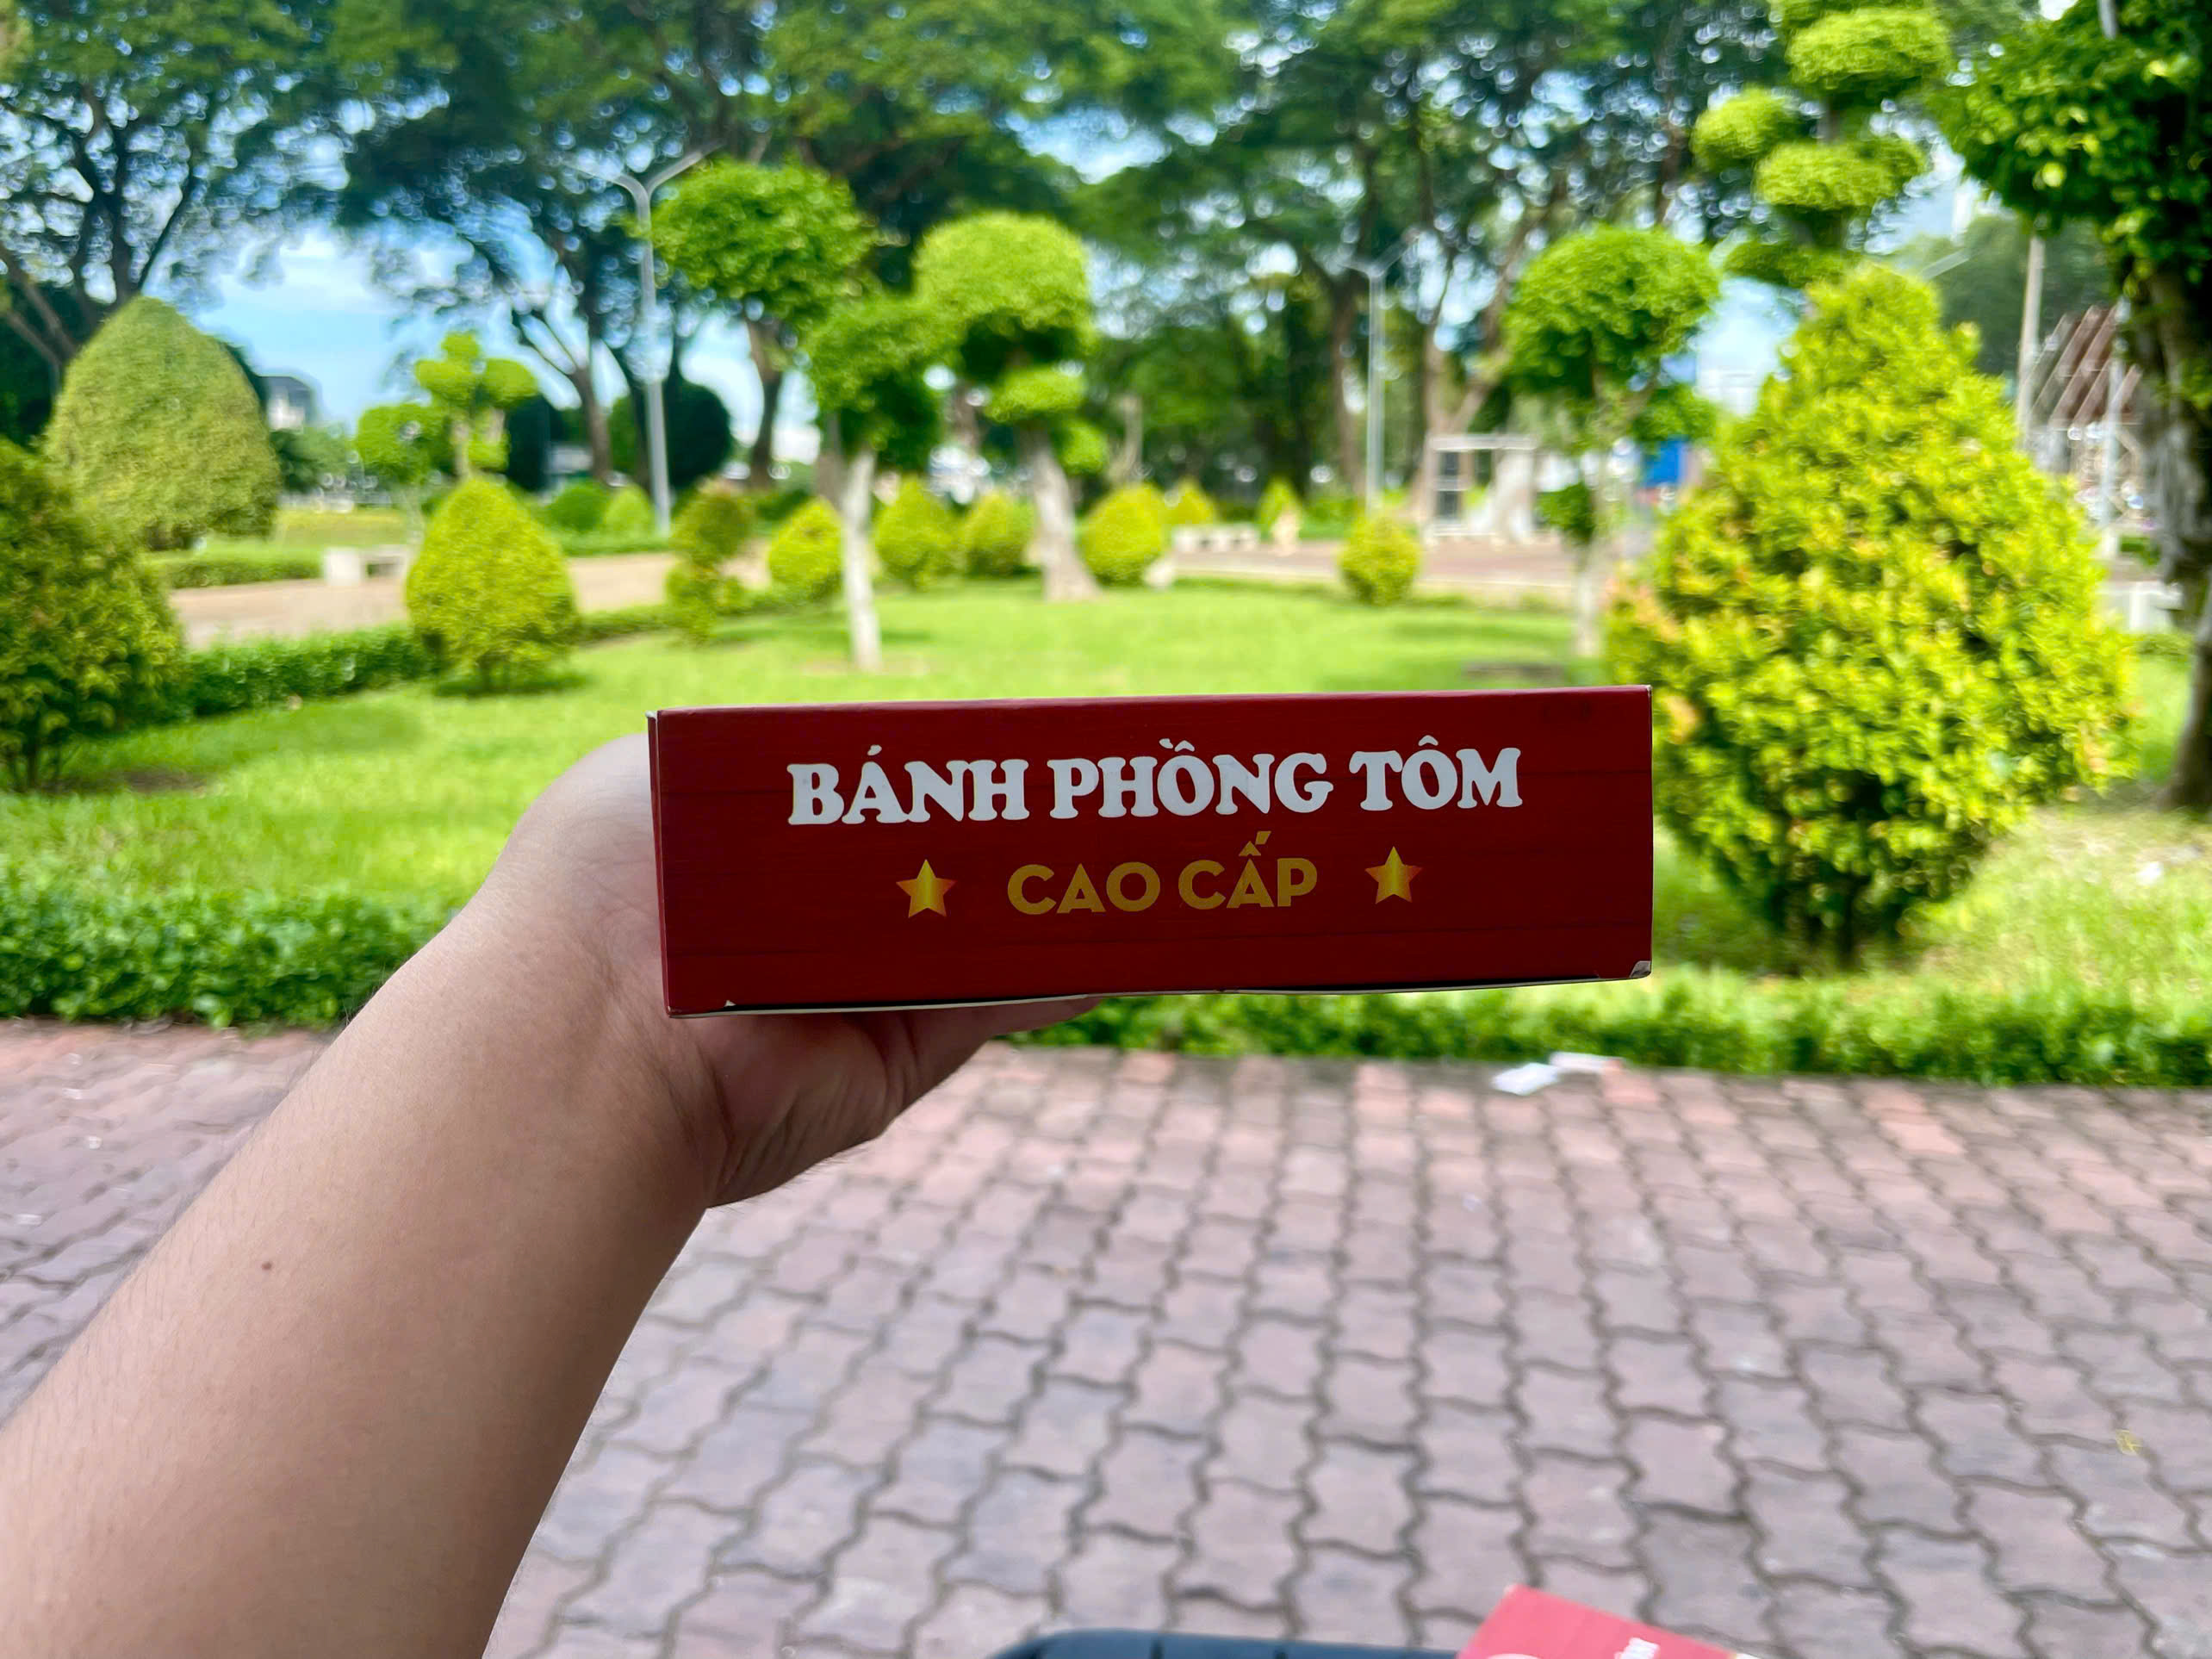 BÁNH PHỒNG TÔM
CAO CẤP